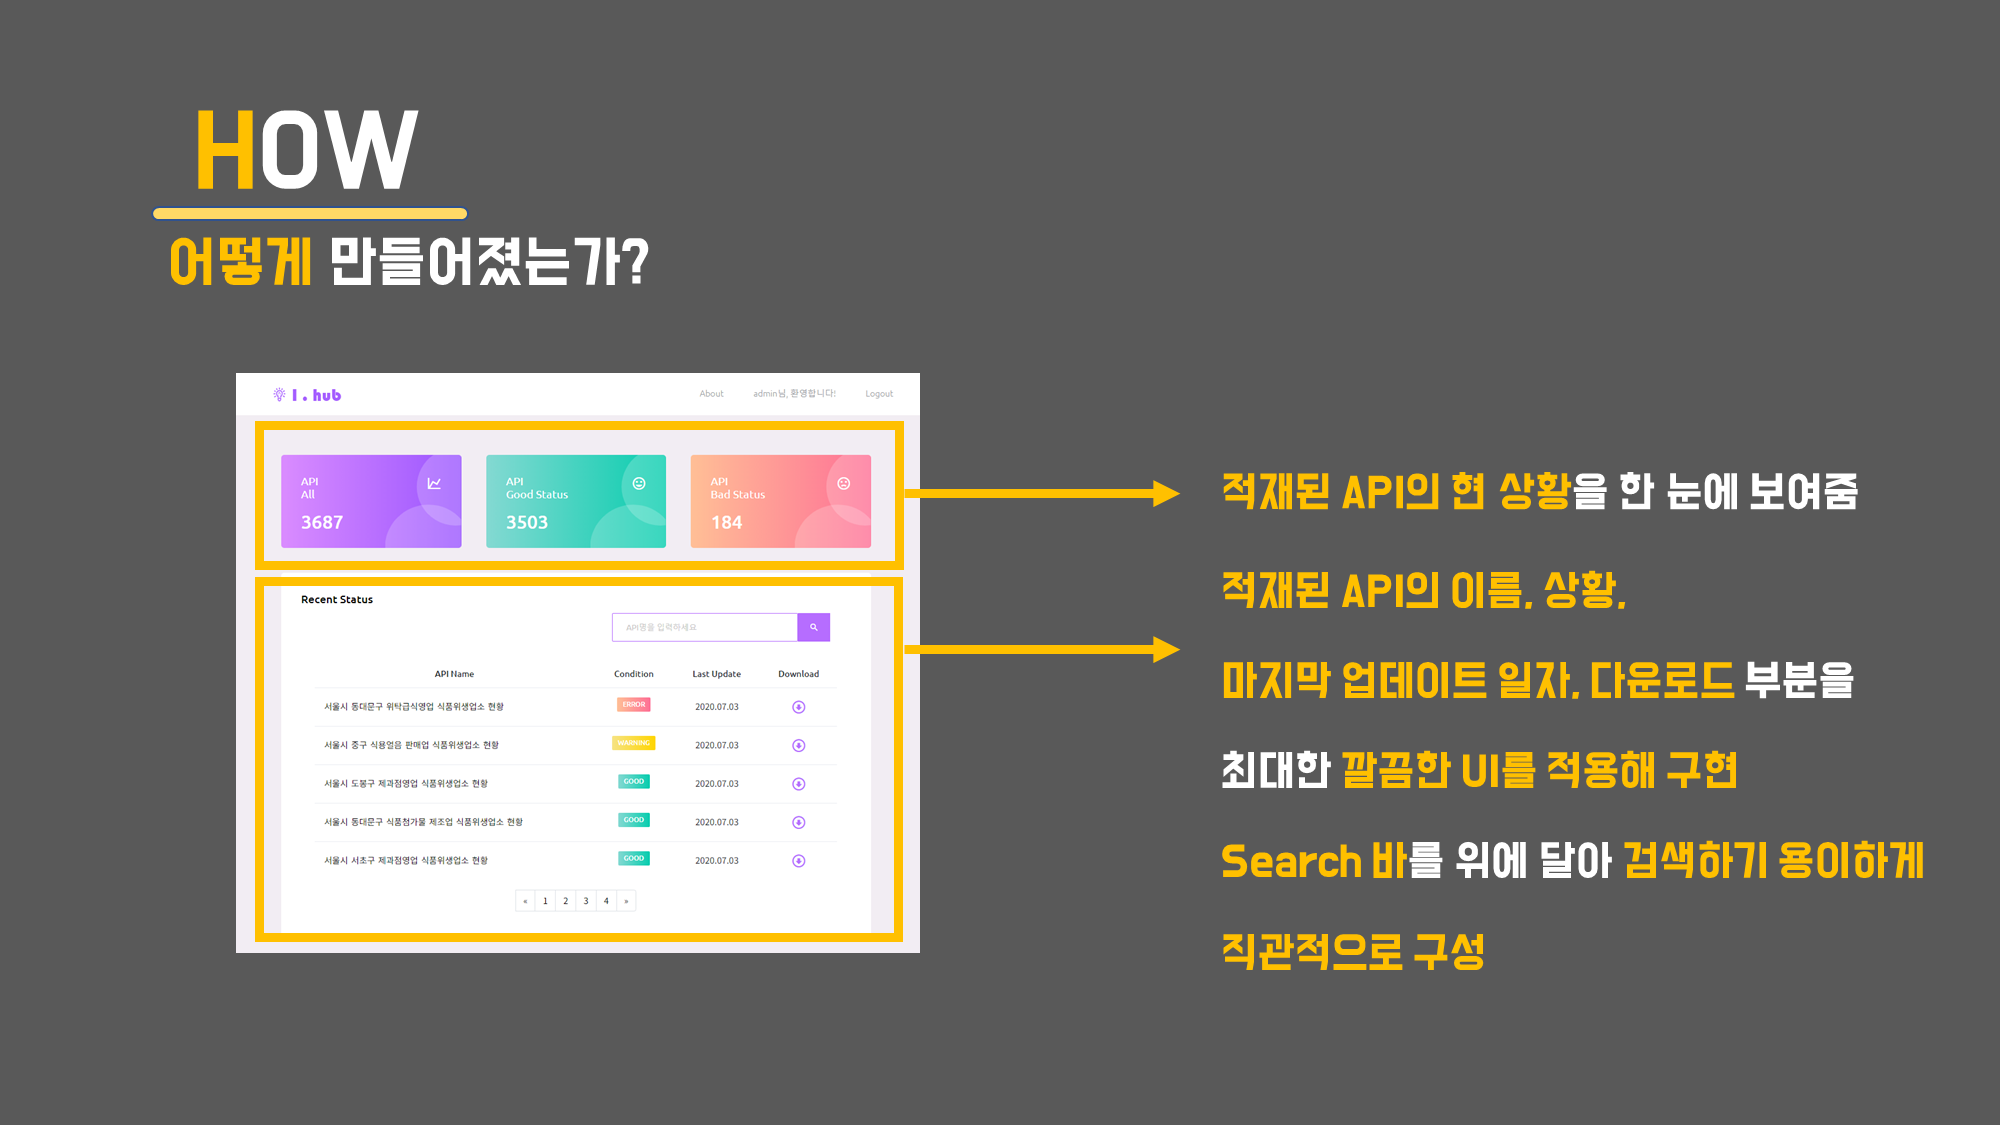 HOW
어떻게 만들어졌는가?
I . hub
About admin님, 환영합니다! Logout
API
All
3687
API
Good Status
3503
API
Bad Status
184
Recent Status
API명을 입력하세요
API Name Condition Last Update Download
서울시 동대문구 위탁급식영업 식품위생업소 현황 ERROR 2020.07.03
서울시 중구 식용얼음 판매업 식품위생업소 현황 WARNING 2020.07.03
서울시 도봉구 제과점영업 식품위생업소 현황 GOOD 2020.07.03
서울시 동대문구 식품첨가물 제조업 식품위생업소 현황 GOOD 2020.07.03
서울시 서초구 제과점영업 식품위생업소 현황 GOOD 2020.07.03
« 1 2 3 4 »
적재된 API의 현 상황을 한 눈에 보여줌
적재된 API의 이름, 상황,
마지막 업데이트 일자, 다운로드 부분을
최대한 깔끔한 UI를 적용해 구현
Search 바를 위에 달아 검색하기 용이하게
직관적으로 구성